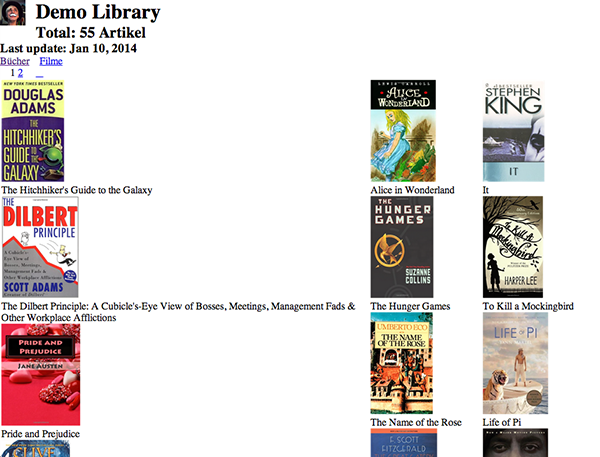 Demo Library
Total: 55 Artikel
Last update: Jan 10, 2014
Bücher Filme
1 2
NEW YORK TIMES BESTSELLER
DOUGLAS
ADAMS
THE
HITCHHIKER'S
GUIDE TO THE
GALAXY
The Hitchhiker's Guide to the Galaxy
LEWIS CARROLL
ALICE
IN
WONDERLAND
Alice in Wonderland
#1 BESTSELLER
STEPHEN
KING
IT
It
THE
DILBERT
PRINCIPLE
A Cubicle's-
Eye View of
Bosses, Meetings,
Management Fads &
Other Workplace Afflictions
SCOTT ADAMS
Creator of Dilbert
The Dilbert Principle: A Cubicle's-Eye View of Bosses, Meetings, Management Fads &
Other Workplace Afflictions
THE
HUNGER
GAMES
SUZANNE
COLLINS
The Hunger Games
To Kill a
Mockingbird
HARPER LEE
To Kill a Mockingbird
PRIDE AND
PREJUDICE
JANE AUSTEN
Pride and Prejudice
UMBERTO ECO
THE NAME
OF THE ROSE
The Name of the Rose
LIFE OF PI
Life of Pi
CLIVE
F. SCOTT
FITZGERALD